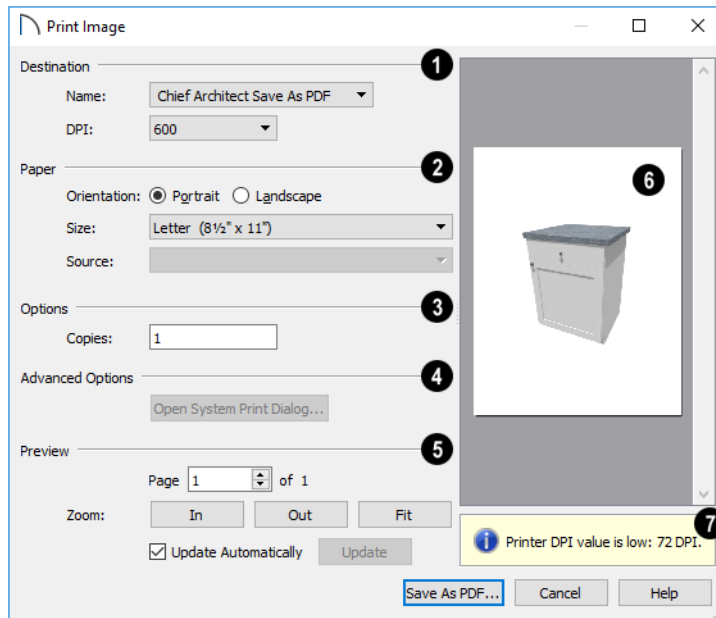 Print Image
Destination
1
Name: Chief Architect Save As PDF
DPI: 600
Paper
2
Orientation: Portrait Landscape
Size: Letter (8½" x 11")
Source:
Options
3
Copies: 1
Advanced Options
4
Open System Print Dialog...
Preview
5
Page 1 of 1
Zoom: In Out Fit
Update Automatically Update
6
7
Printer DPI value is low: 72 DPI.
Save As PDF... Cancel Help